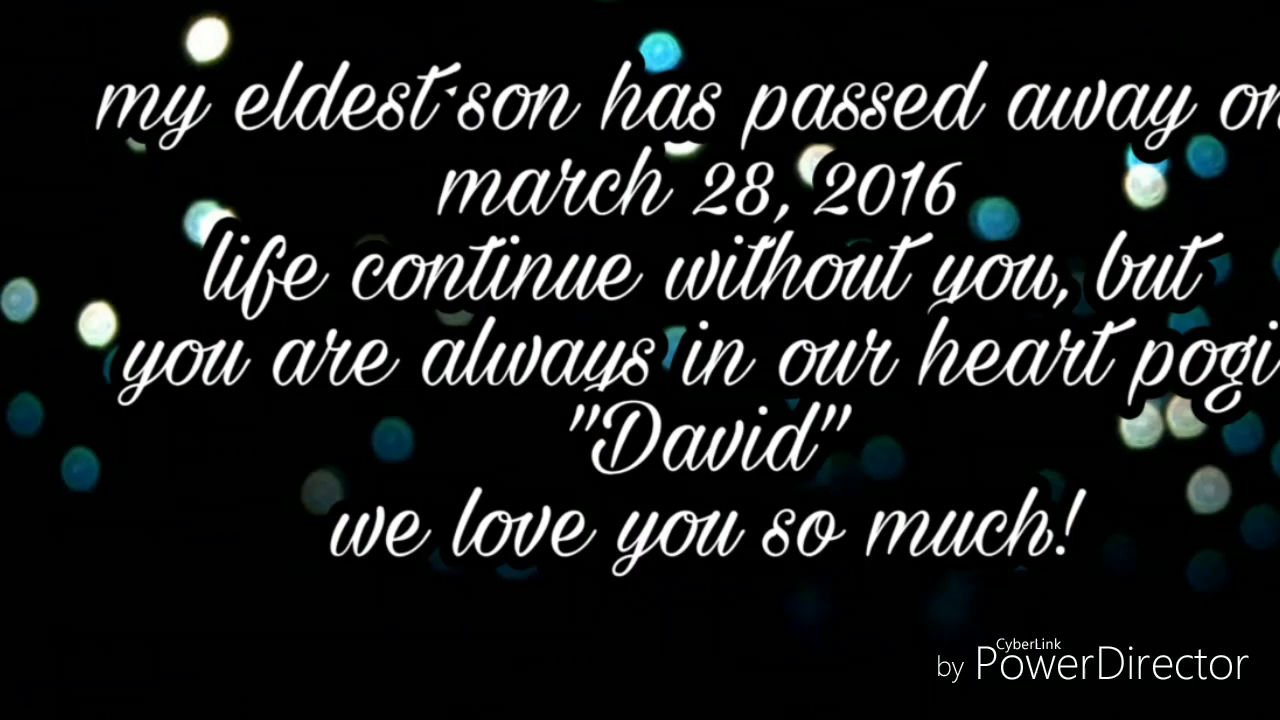 my eldest son has passed away on
march 28, 2016
life continue without you, but
you are always in our heart pogi
"David"
we love you so much!
CyberLink
by PowerDirector